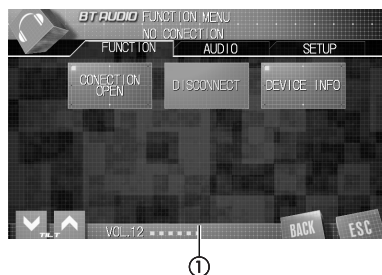 BT AUDIO FUNCTION MENU
NO CONECTION
FUNCTION AUDIO SETUP
CONECTION OPEN
DISCONNECT
DEVICE INFO
TILT
VOL.12
BACK
ESC
1